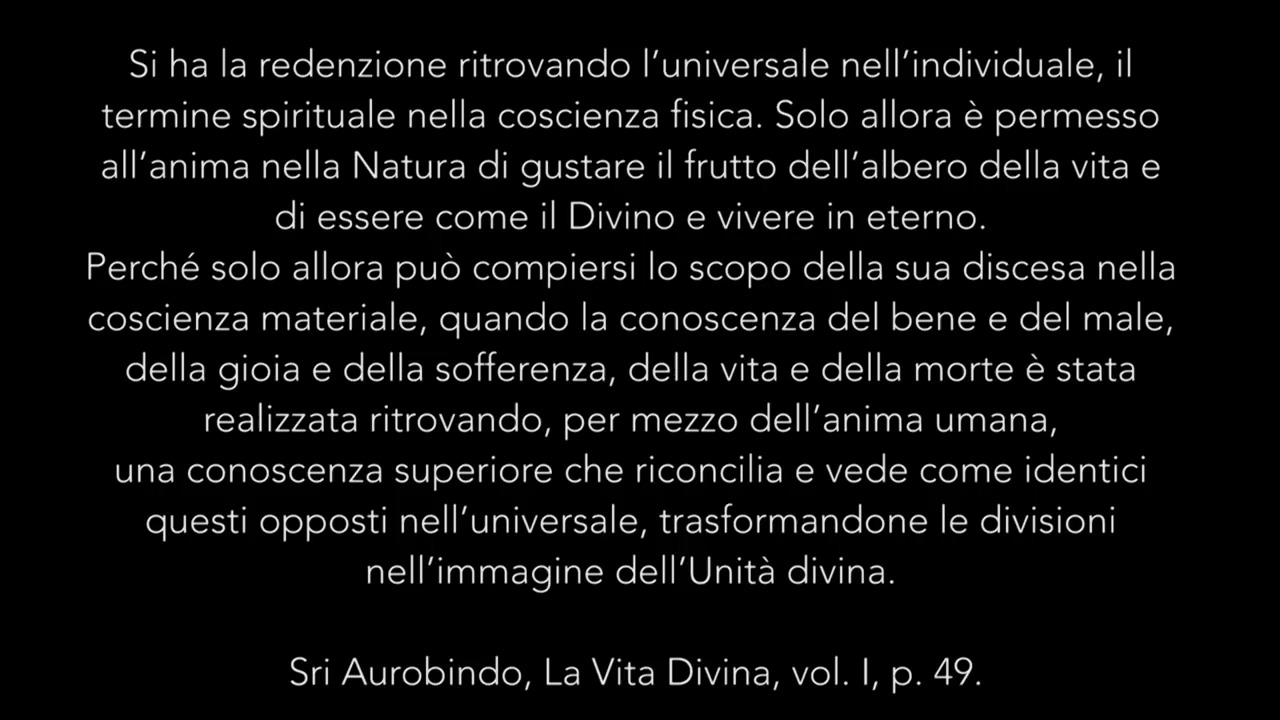 Si ha la redenzione ritrovando l’universale nell’individuale, il
termine spirituale nella coscienza fisica. Solo allora è permesso
all’anima nella Natura di gustare il frutto dell’albero della vita e
di essere come il Divino e vivere in eterno.
Perché solo allora può compiersi lo scopo della sua discesa nella
coscienza materiale, quando la conoscenza del bene e del male,
della gioia e della sofferenza, della vita e della morte è stata
realizzata ritrovando, per mezzo dell’anima umana,
una conoscenza superiore che riconcilia e vede come identici
questi opposti nell’universale, trasformandone le divisioni
nell’immagine dell’Unità divina.
Sri Aurobindo, La Vita Divina, vol. I, p. 49.